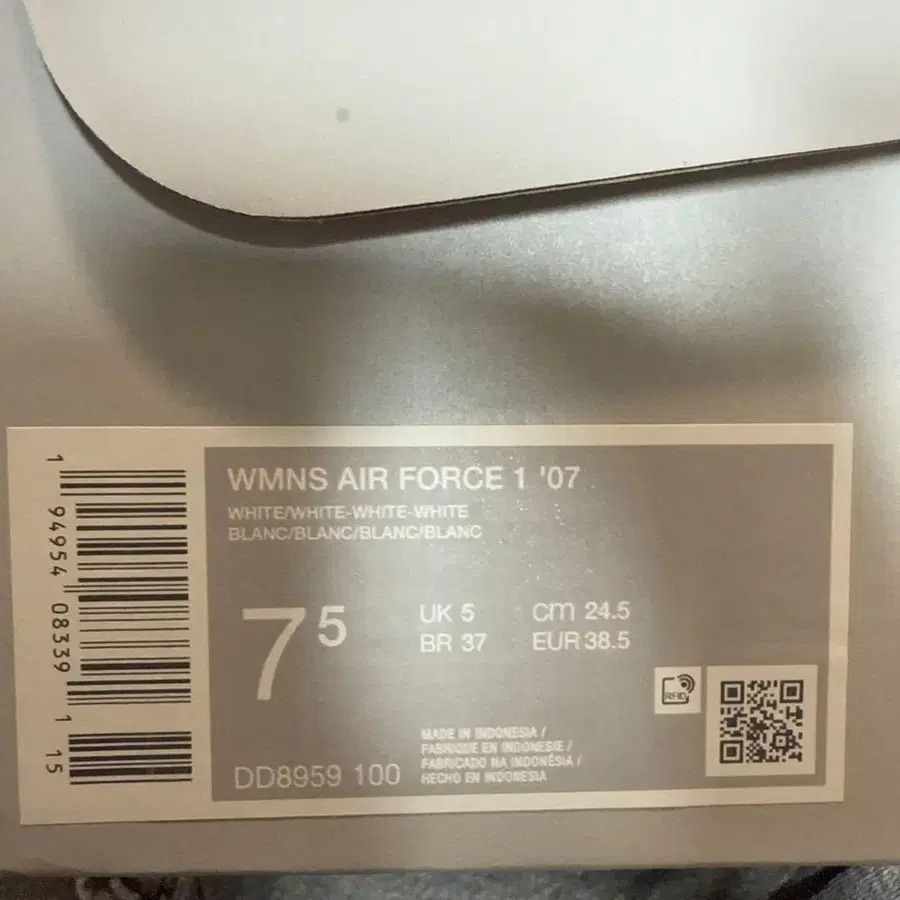 WMNS AIR FORCE 1 '07
WHITE/WHITE-WHITE-WHITE
BLANC/BLANC/BLANC/BLANC
7 5
UK 5 cm 24.5
BR 37 EUR 38.5
RFID
MADE IN INDONESIA /
FABRIQUE EN INDONESIE /
FABRICADO NA INDONÉSIA /
HECHO EN INDONESIA
DD8959 100
1 94954 08339 1 15